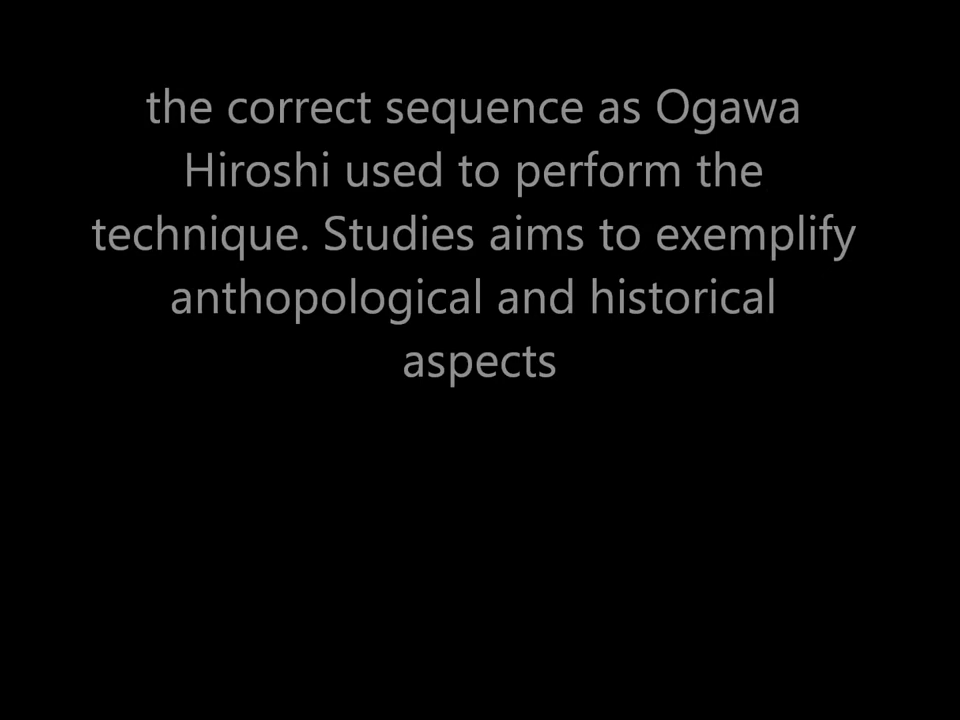 the correct sequence as Ogawa
Hiroshi used to perform the
technique. Studies aims to exemplify
anthopological and historical
aspects